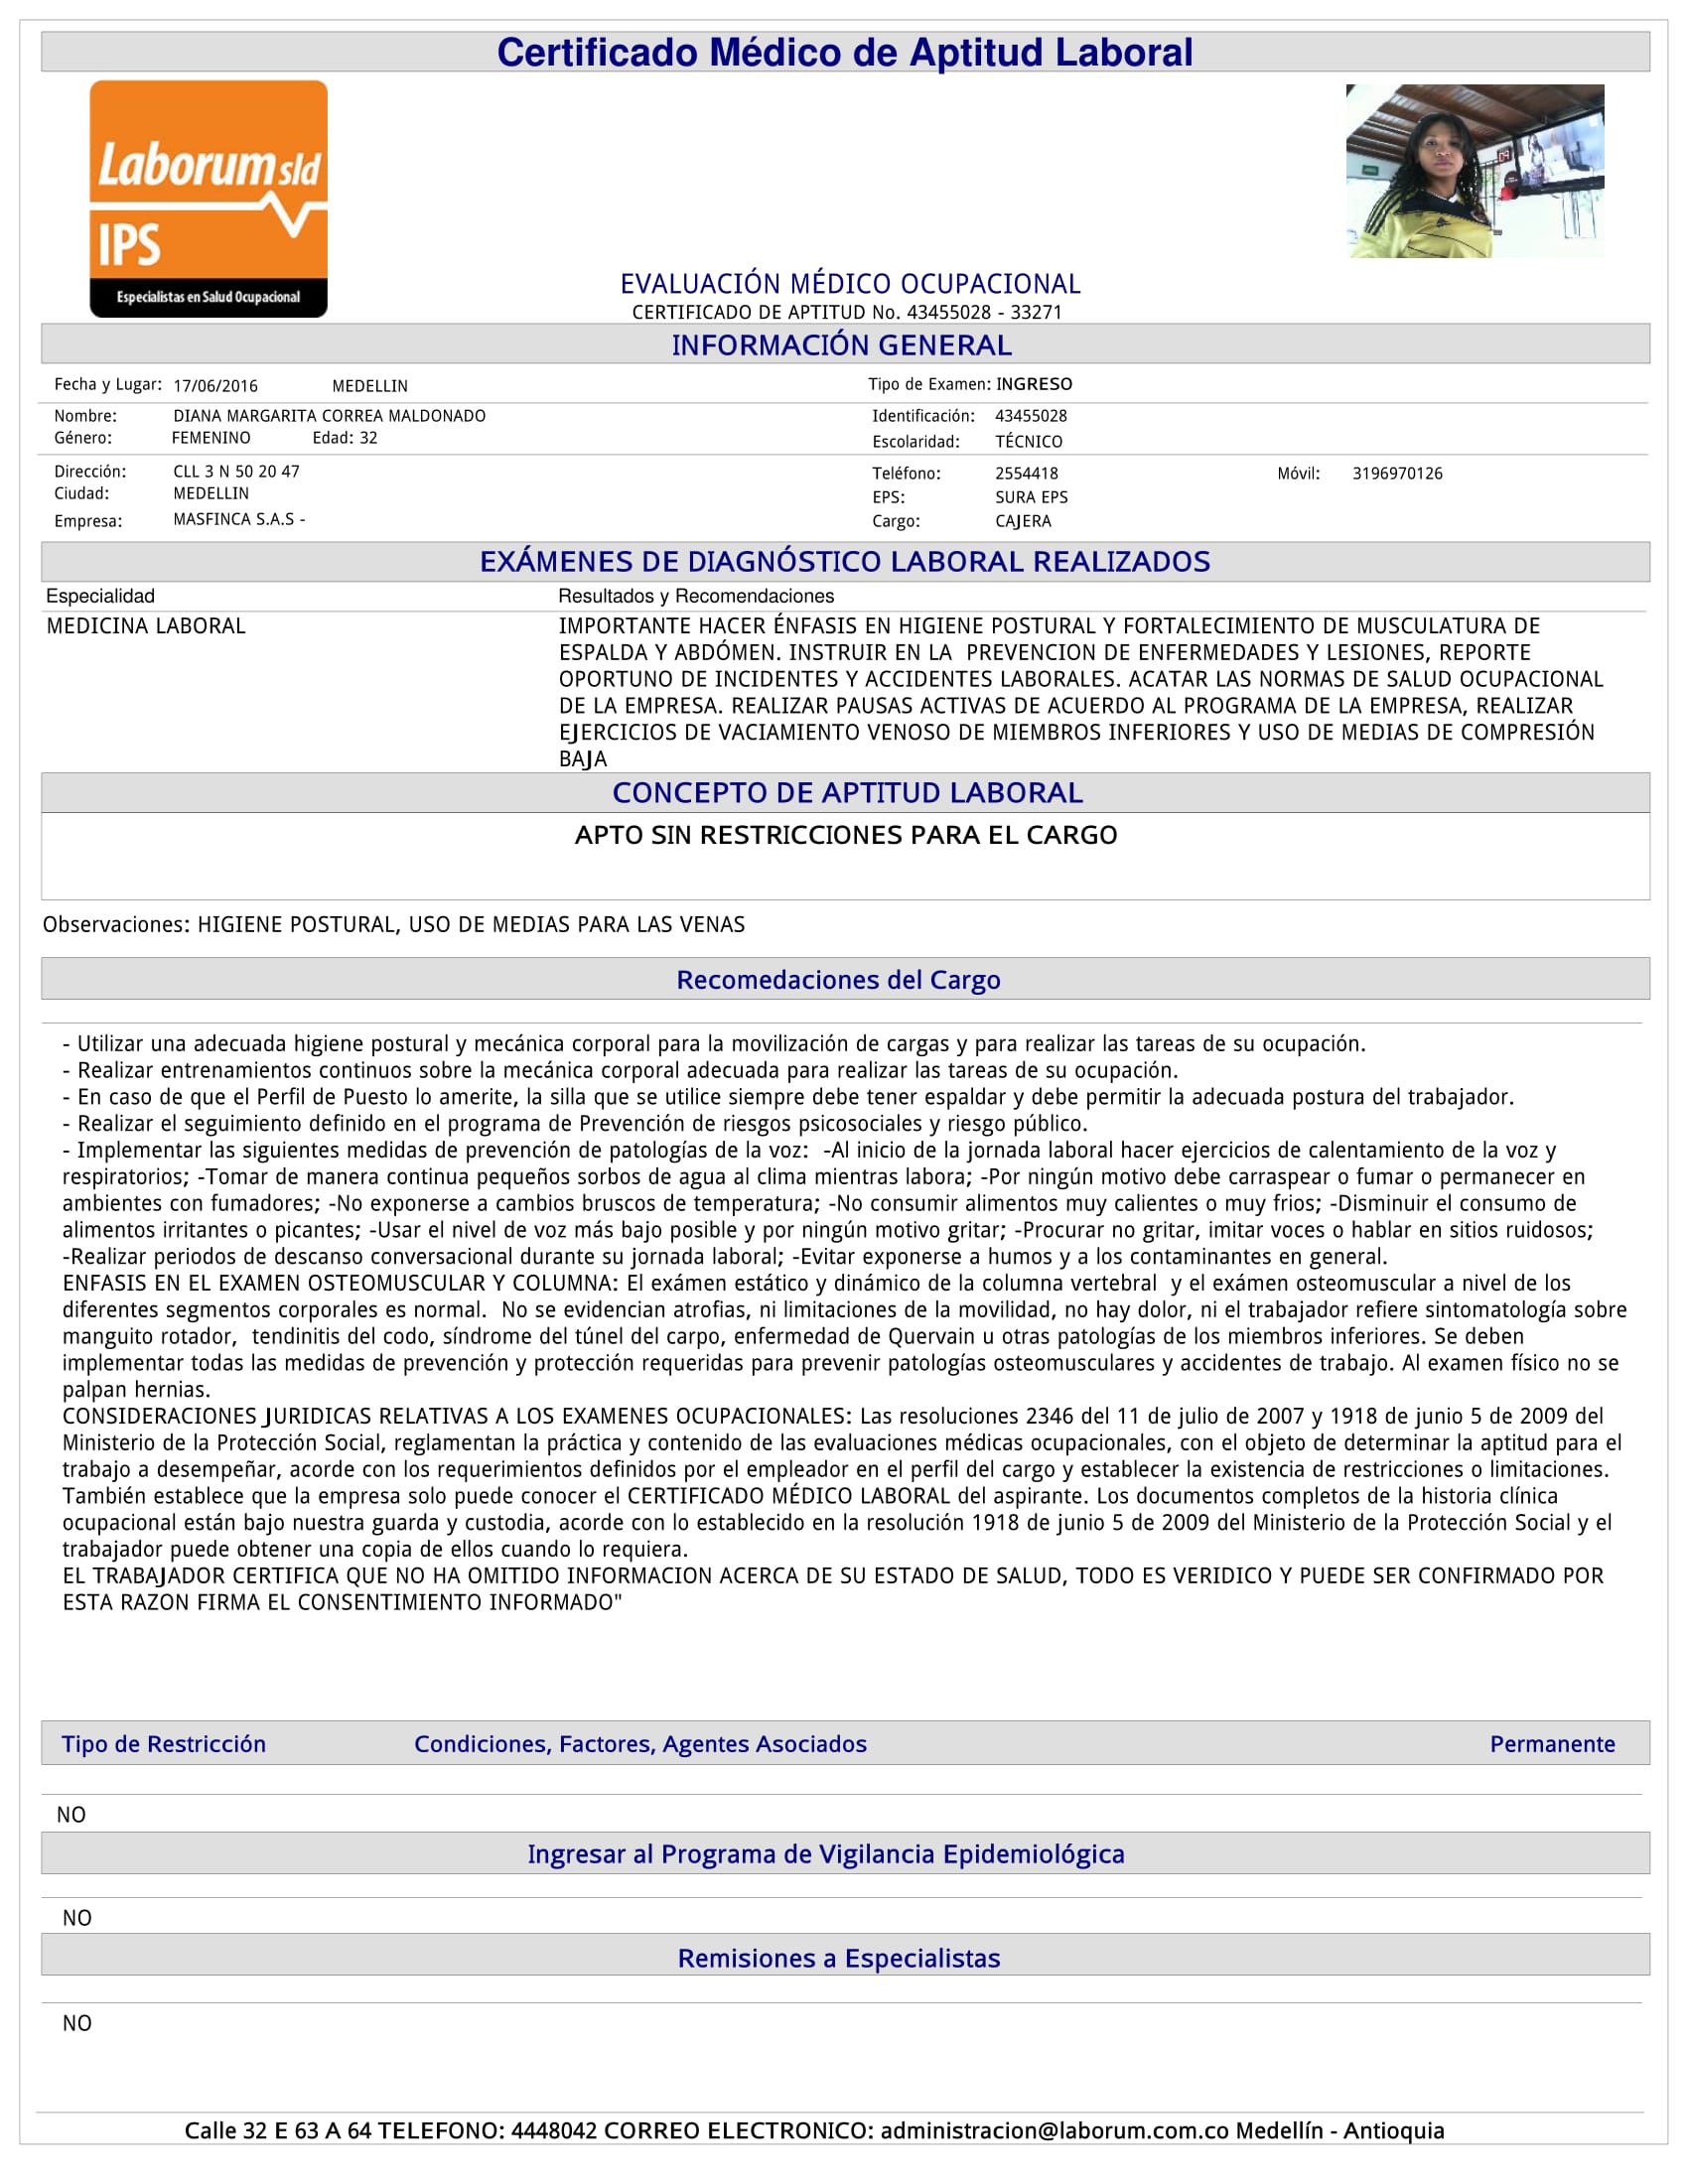 Certificado Médico de Aptitud Laboral
Laborum sld
IPS
Especialistas en Salud Ocupacional
EVALUACIÓN MÉDICO OCUPACIONAL
CERTIFICADO DE APTITUD No. 43455028 - 33271
INFORMACIÓN GENERAL
Fecha y Lugar: 17/06/2016 MEDELLIN Tipo de Examen: INGRESO
Nombre: DIANA MARGARITA CORREA MALDONADO Identificación: 43455028
Género: FEMENINO Edad: 32 Escolaridad: TÉCNICO
Dirección: CLL 3 N 50 20 47 Teléfono: 2554418 Móvil: 3196970126
Ciudad: MEDELLIN EPS: SURA EPS
Empresa: MASFINCA S.A.S - Cargo: CAJERA
EXÁMENES DE DIAGNÓSTICO LABORAL REALIZADOS
Especialidad Resultados y Recomendaciones
MEDICINA LABORAL IMPORTANTE HACER ÉNFASIS EN HIGIENE POSTURAL Y FORTALECIMIENTO DE MUSCULATURA DE
ESPALDA Y ABDÓMEN. INSTRUIR EN LA  PREVENCION DE ENFERMEDADES Y LESIONES, REPORTE
OPORTUNO DE INCIDENTES Y ACCIDENTES LABORALES. ACATAR LAS NORMAS DE SALUD OCUPACIONAL
DE LA EMPRESA. REALIZAR PAUSAS ACTIVAS DE ACUERDO AL PROGRAMA DE LA EMPRESA, REALIZAR
EJERCICIOS DE VACIAMIENTO VENOSO DE MIEMBROS INFERIORES Y USO DE MEDIAS DE COMPRESIÓN
BAJA
CONCEPTO DE APTITUD LABORAL
APTO SIN RESTRICCIONES PARA EL CARGO
Observaciones: HIGIENE POSTURAL, USO DE MEDIAS PARA LAS VENAS
Recomedaciones del Cargo
- Utilizar una adecuada higiene postural y mecánica corporal para la movilización de cargas y para realizar las tareas de su ocupación.
- Realizar entrenamientos continuos sobre la mecánica corporal adecuada para realizar las tareas de su ocupación.
- En caso de que el Perfil de Puesto lo amerite, la silla que se utilice siempre debe tener espaldar y debe permitir la adecuada postura del trabajador.
- Realizar el seguimiento definido en el programa de Prevención de riesgos psicosociales y riesgo público.
- Implementar las siguientes medidas de prevención de patologías de la voz:  -Al inicio de la jornada laboral hacer ejercicios de calentamiento de la voz y
respiratorios; -Tomar de manera continua pequeños sorbos de agua al clima mientras labora; -Por ningún motivo debe carraspear o fumar o permanecer en
ambientes con fumadores; -No exponerse a cambios bruscos de temperatura; -No consumir alimentos muy calientes o muy frios; -Disminuir el consumo de
alimentos irritantes o picantes; -Usar el nivel de voz más bajo posible y por ningún motivo gritar; -Procurar no gritar, imitar voces o hablar en sitios ruidosos;
-Realizar periodos de descanso conversacional durante su jornada laboral; -Evitar exponerse a humos y a los contaminantes en general.
ENFASIS EN EL EXAMEN OSTEOMUSCULAR Y COLUMNA: El exámen estático y dinámico de la columna vertebral  y el exámen osteomuscular a nivel de los
diferentes segmentos corporales es normal.  No se evidencian atrofias, ni limitaciones de la movilidad, no hay dolor, ni el trabajador refiere sintomatología sobre
manguito rotador,  tendinitis del codo, síndrome del túnel del carpo, enfermedad de Quervain u otras patologías de los miembros inferiores. Se deben
implementar todas las medidas de prevención y protección requeridas para prevenir patologías osteomusculares y accidentes de trabajo. Al examen físico no se
palpan hernias.
CONSIDERACIONES JURIDICAS RELATIVAS A LOS EXAMENES OCUPACIONALES: Las resoluciones 2346 del 11 de julio de 2007 y 1918 de junio 5 de 2009 del
Ministerio de la Protección Social, reglamentan la práctica y contenido de las evaluaciones médicas ocupacionales, con el objeto de determinar la aptitud para el
trabajo a desempeñar, acorde con los requerimientos definidos por el empleador en el perfil del cargo y establecer la existencia de restricciones o limitaciones.
También establece que la empresa solo puede conocer el CERTIFICADO MÉDICO LABORAL del aspirante. Los documentos completos de la historia clínica
ocupacional están bajo nuestra guarda y custodia, acorde con lo establecido en la resolución 1918 de junio 5 de 2009 del Ministerio de la Protección Social y el
trabajador puede obtener una copia de ellos cuando lo requiera.
EL TRABAJADOR CERTIFICA QUE NO HA OMITIDO INFORMACION ACERCA DE SU ESTADO DE SALUD, TODO ES VERIDICO Y PUEDE SER CONFIRMADO POR
ESTA RAZON FIRMA EL CONSENTIMIENTO INFORMADO"
Tipo de Restricción Condiciones, Factores, Agentes Asociados Permanente
NO
Ingresar al Programa de Vigilancia Epidemiológica
NO
Remisiones a Especialistas
NO
Calle 32 E 63 A 64 TELEFONO: 4448042 CORREO ELECTRONICO: administracion@laborum.com.co Medellín - Antioquia